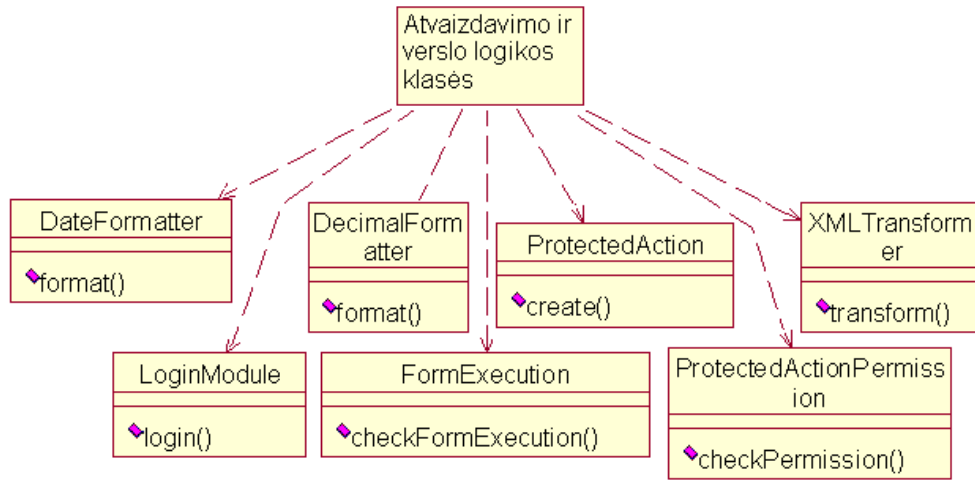 Atvaizdavimo ir
verslo logikos
klasės
DateFormatter
format()
DecimalForm
atter
format()
ProtectedAction
create()
XMLTransform
er
transform()
LoginModule
login()
FormExecution
checkFormExecution()
ProtectedActionPermiss
ion
checkPermission()